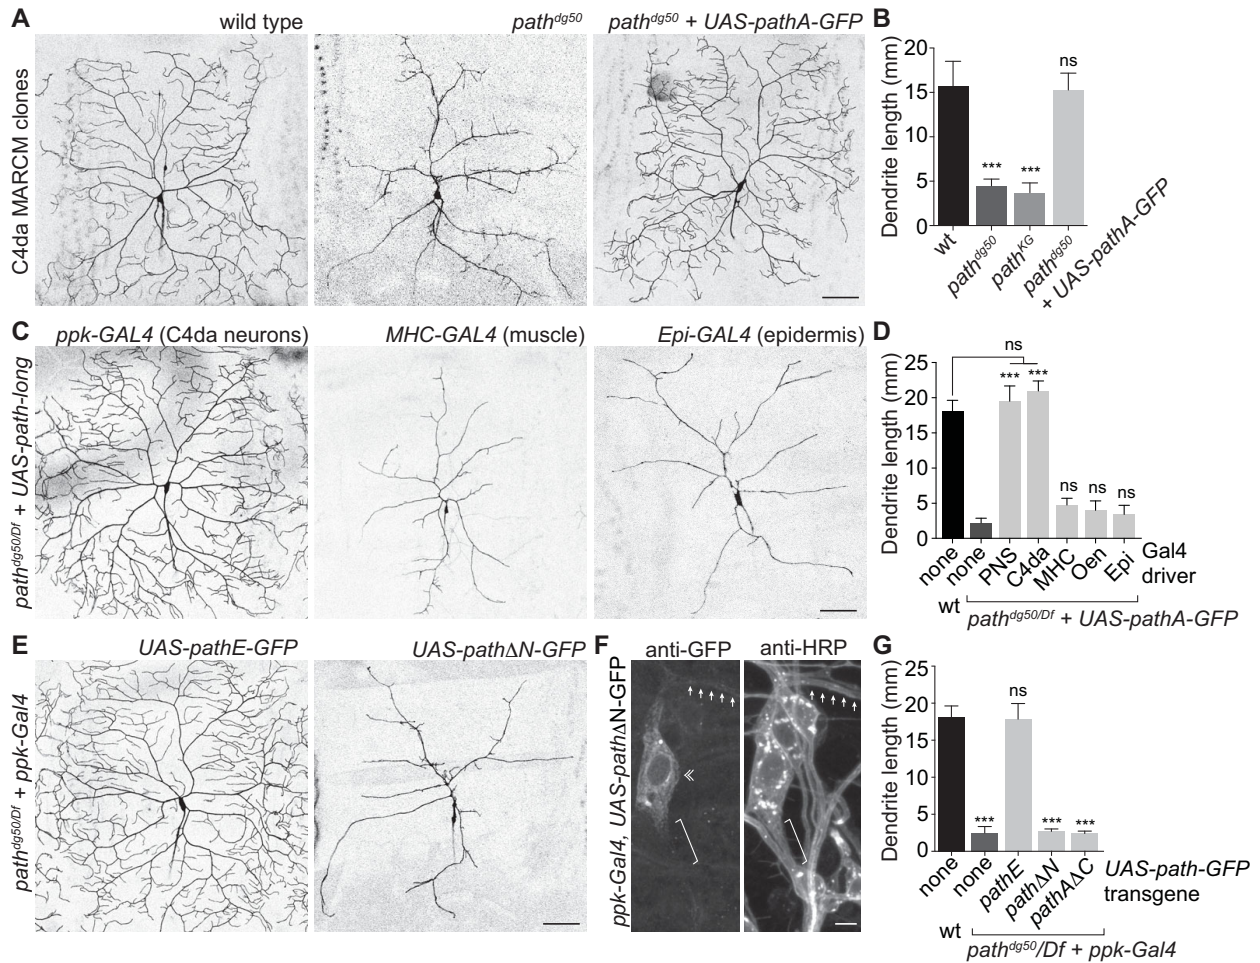 A
wild type
path^dg50
path^dg50 + UAS-pathA-GFP
C4da MARCM clones
B
Dendrite length (mm)
20
15
10
5
0
***
***
ns
wt
path^dg50
path^KG
path^dg50
+ UAS-pathA-GFP
C
ppk-GAL4 (C4da neurons)
MHC-GAL4 (muscle)
Epi-GAL4 (epidermis)
path^dg50/Df + UAS-path-long
D
Dendrite length (mm)
25
20
15
10
5
0
ns
***
***
ns
ns
ns
none
none
PNS
C4da
MHC
Oen
Epi
Gal4
driver
wt
path^dg50/Df + UAS-pathA-GFP
E
UAS-pathE-GFP
UAS-pathΔN-GFP
path^dg50/Df + ppk-Gal4
F
anti-GFP
anti-HRP
ppk-Gal4, UAS-pathΔN-GFP
G
Dendrite length (mm)
25
20
15
10
5
0
***
ns
***
***
none
none
pathE
pathΔN
pathAΔC
UAS-path-GFP
transgene
wt
path^dg50/Df + ppk-Gal4